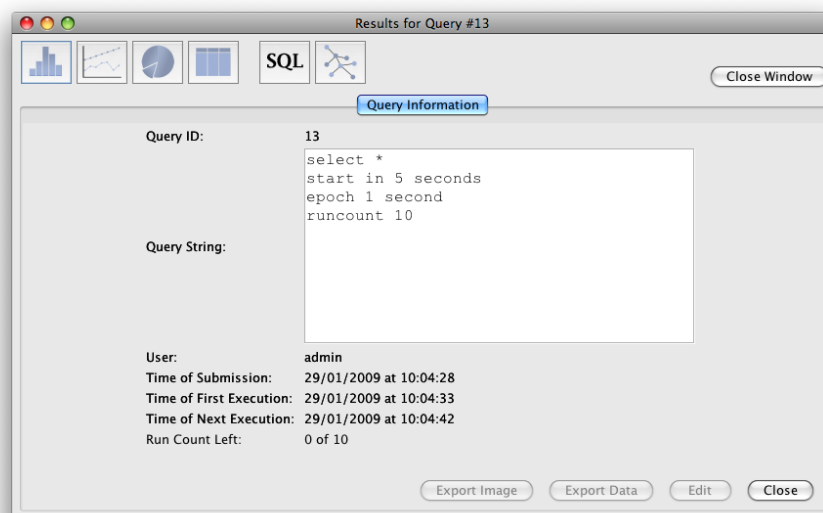 Results for Query #13
SQL
Close Window
Query Information
Query ID: 13
select *
start in 5 seconds
epoch 1 second
runcount 10
Query String:
User: admin
Time of Submission: 29/01/2009 at 10:04:28
Time of First Execution: 29/01/2009 at 10:04:33
Time of Next Execution: 29/01/2009 at 10:04:42
Run Count Left: 0 of 10
Export Image Export Data Edit Close